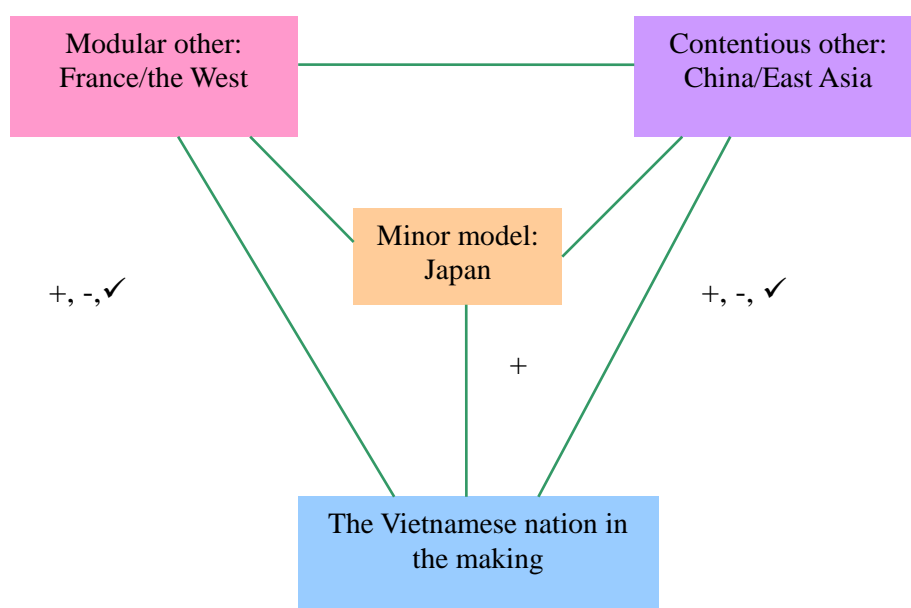 Modular other:
France/the West
Contentious other:
China/East Asia
Minor model:
Japan
+, -,✓
+, -, ✓
+
The Vietnamese nation in
the making